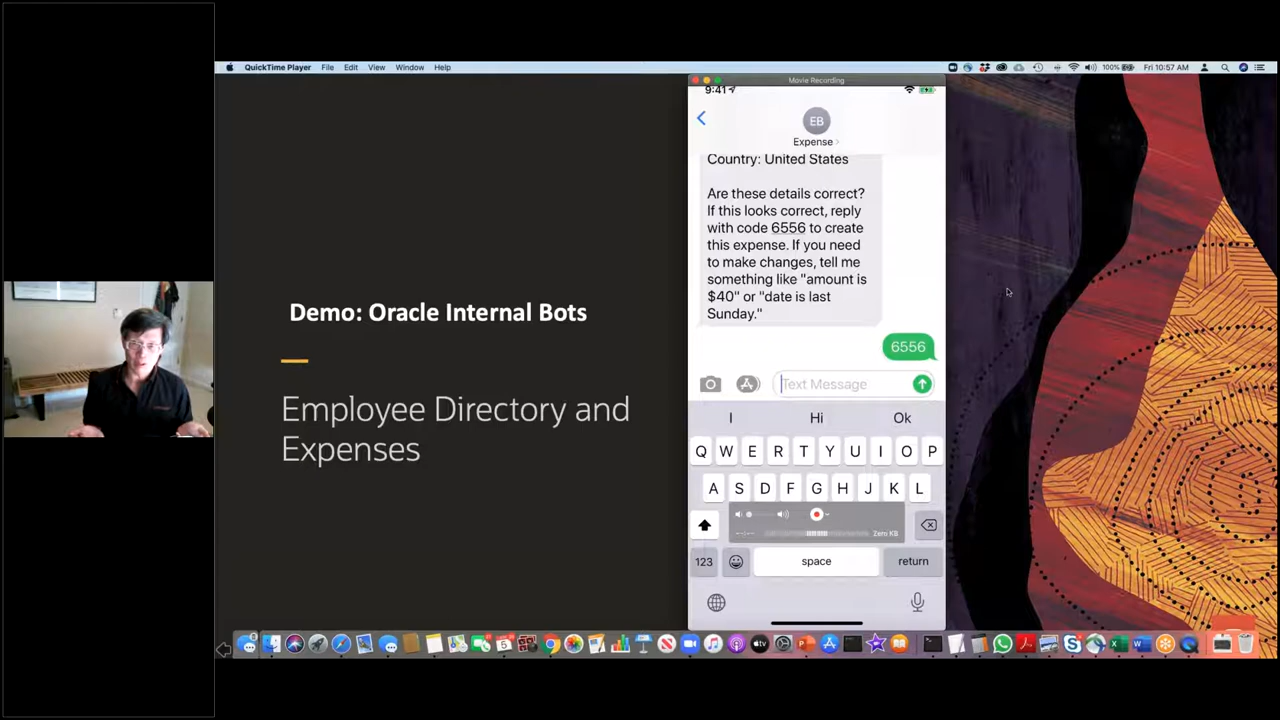 QuickTime Player File Edit View Window Help
100% Fri 10:57 AM
Movie Recording
9:41
EB
Expense
Country: United States
Are these details correct?
If this looks correct, reply
with code 6556 to create
this expense. If you need
to make changes, tell me
something like "amount is
$40" or "date is last
Sunday."
6556
Text Message
I Hi Ok
Q W E R T Y U I O P
A S D F G H J K L
--:-- Zero KB
123 space return
Demo: Oracle Internal Bots
Employee Directory and
Expenses